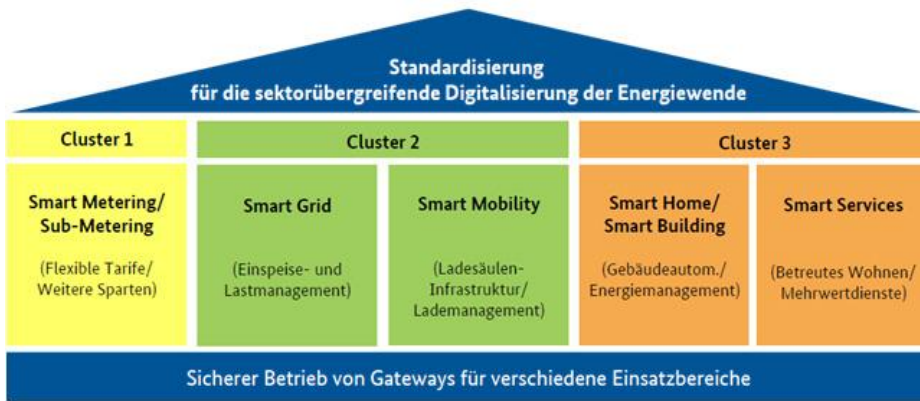 Standardisierung
für die sektorübergreifende Digitalisierung der Energiewende
Cluster 1
Cluster 2
Cluster 3
Smart Metering/
Sub-Metering
(Flexible Tarife/
Weitere Sparten)
Smart Grid
(Einspeise- und
Lastmanagement)
Smart Mobility
(Ladesäulen-
Infrastruktur/
Lademanagement)
Smart Home/
Smart Building
(Gebäudeautom./
Energiemanagement)
Smart Services
(Betreutes Wohnen/
Mehrwertdienste)
Sicherer Betrieb von Gateways für verschiedene Einsatzbereiche